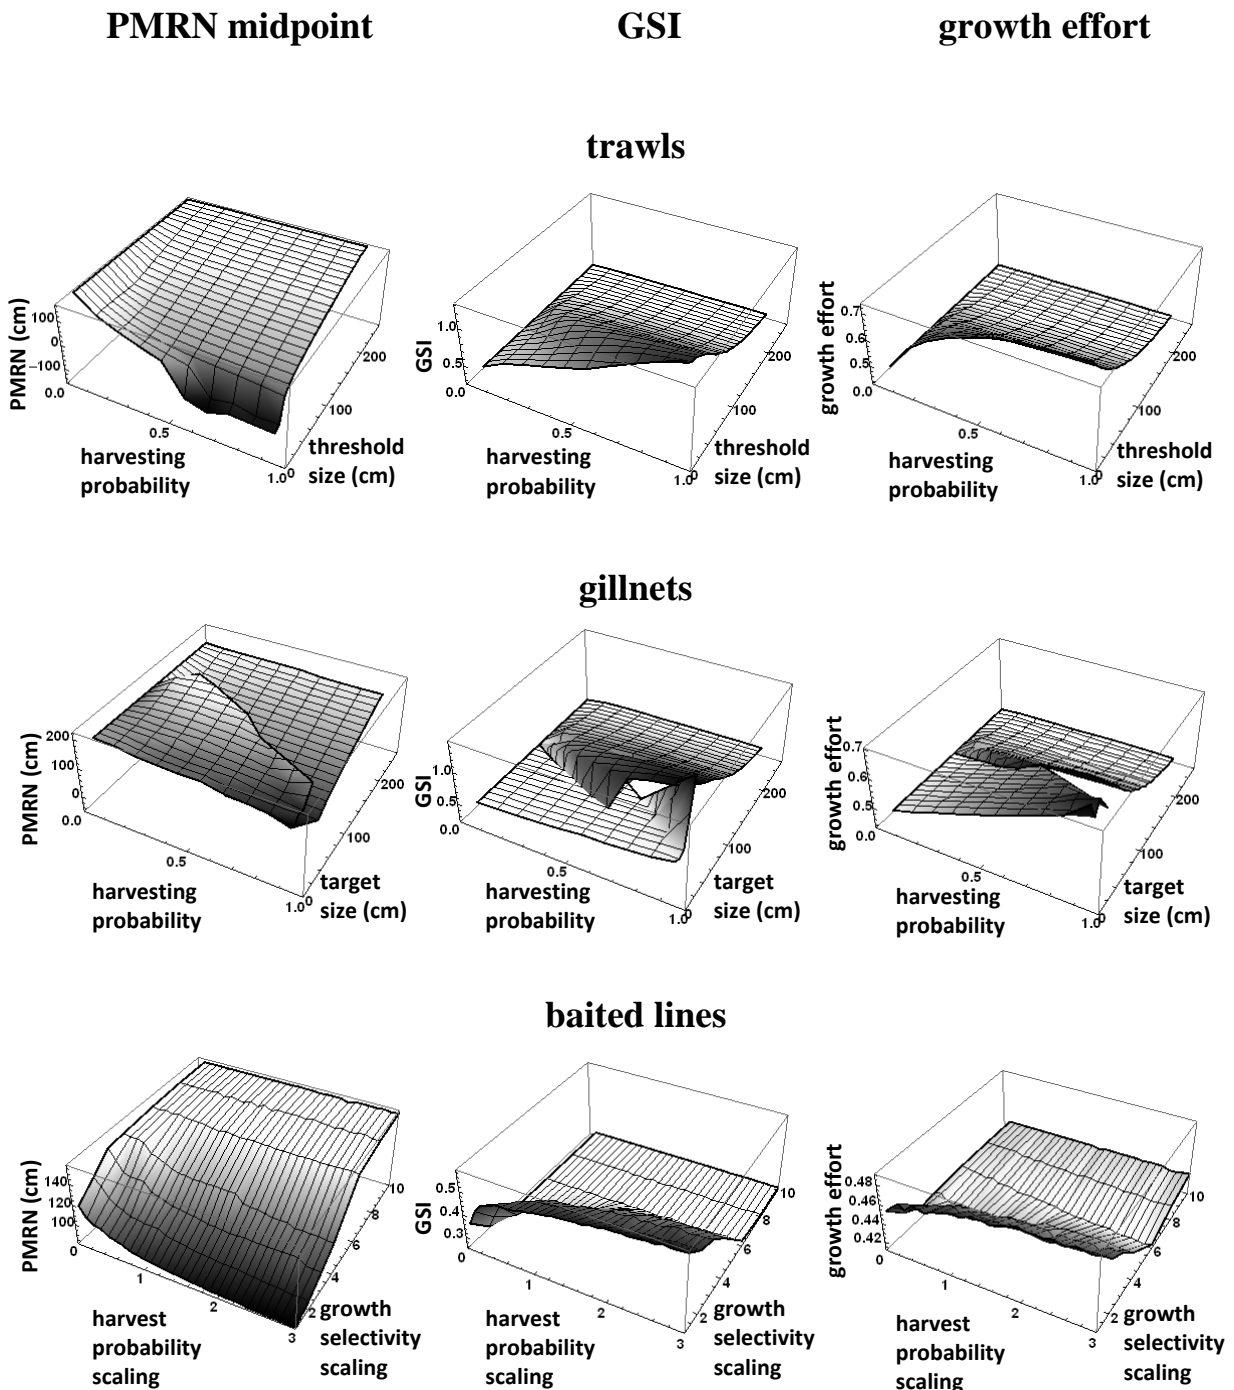 PMRN midpoint GSI growth effort
trawls
PMRN (cm)
100
0
−100
0.0
0.5
1.0
harvesting
probability
0
100
200
threshold
size (cm)
GSI
1.0
0.5
0.0
0.5
1.0
harvesting
probability
0
100
200
threshold
size (cm)
growth effort
0.7
0.6
0.5
0.0
0.5
1.0
harvesting
probability
0
100
200
threshold
size (cm)
gillnets
PMRN (cm)
200
100
0
0.0
0.5
1.0
harvesting
probability
0
100
200
target
size (cm)
GSI
1.0
0.5
0.0
0.5
1.0
harvesting
probability
0
100
200
target
size (cm)
growth effort
0.7
0.6
0.5
0.0
0.5
1.0
harvesting
probability
0
100
200
target
size (cm)
baited lines
PMRN (cm)
140
120
100
0
1
2
3
harvest
probability
scaling
2
4
6
8
10
growth
selectivity
scaling
GSI
0.5
0.4
0.3
0
1
2
3
harvest
probability
scaling
2
4
6
8
10
growth
selectivity
scaling
growth effort
0.48
0.46
0.44
0.42
0
1
2
3
harvest
probability
scaling
2
4
6
8
10
growth
selectivity
scaling